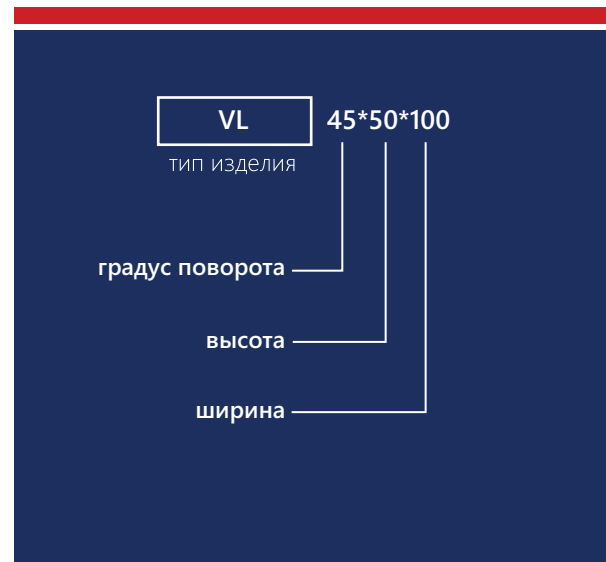 VL 45*50*100
тип изделия
градус поворота
высота
ширина